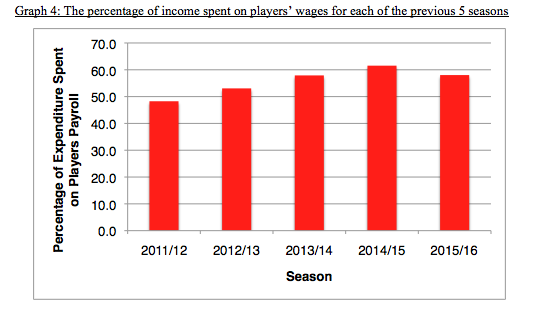 Graph 4: The percentage of income spent on players' wages for each of the previous 5 seasons
Percentage of Expenditure Spent
on Players Payroll
70.0
60.0
50.0
40.0
30.0
20.0
10.0
0.0
2011/12 2012/13 2013/14 2014/15 2015/16
Season